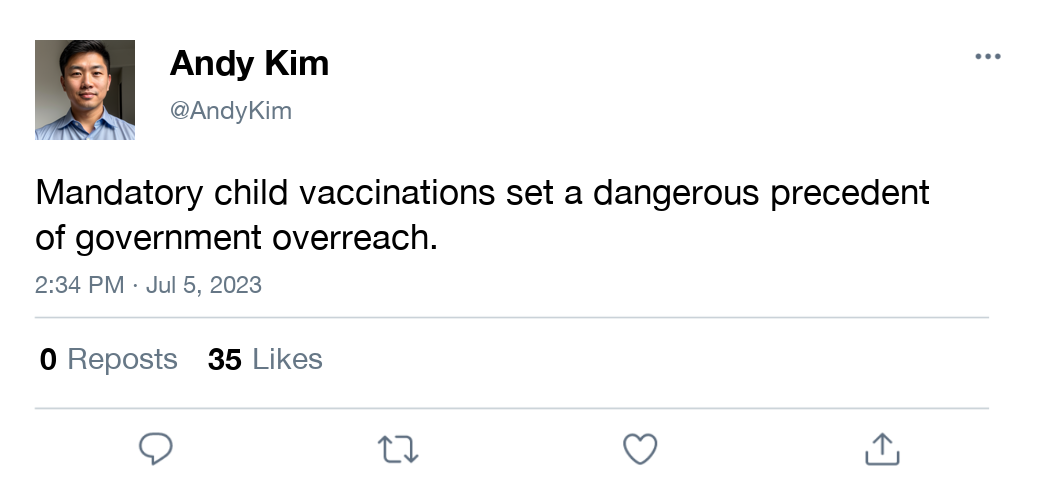 Andy Kim
@AndyKim
Mandatory child vaccinations set a dangerous precedent
of government overreach.
2:34 PM · Jul 5, 2023
0 Reposts 35 Likes